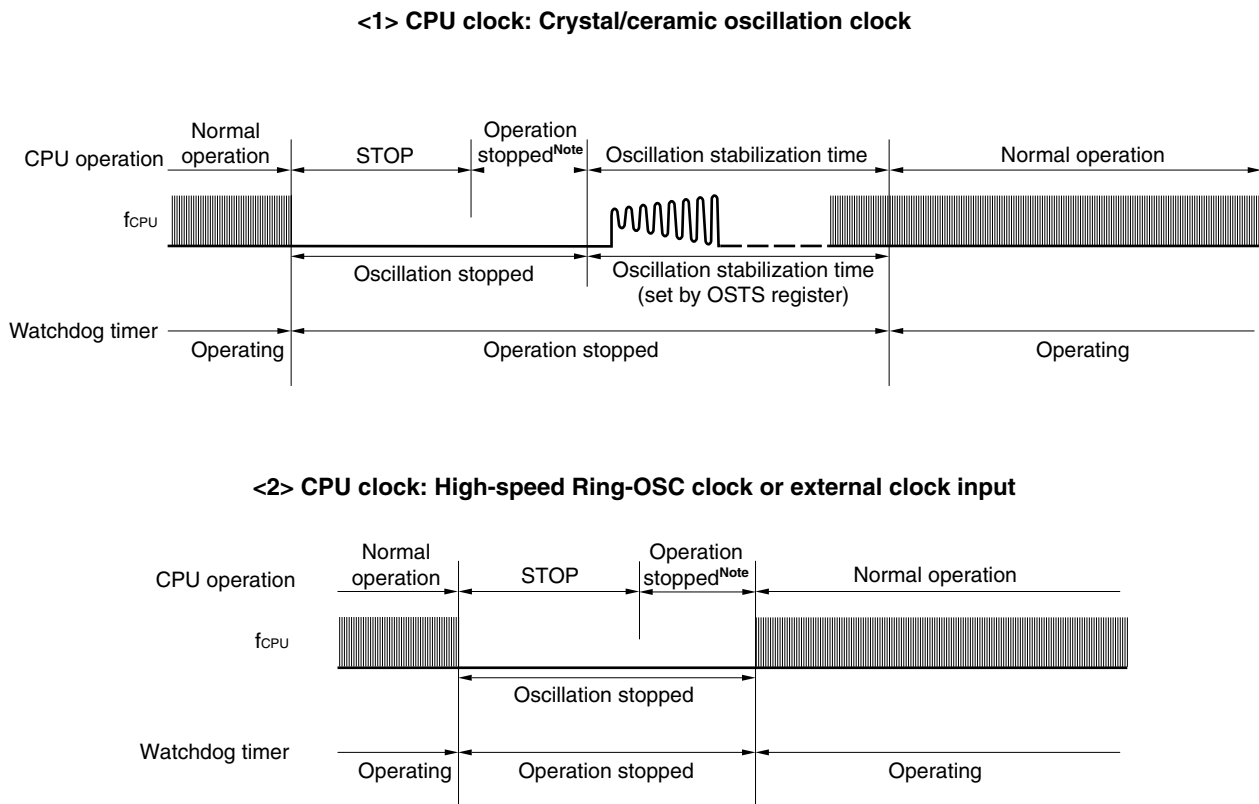 <1> CPU clock: Crystal/ceramic oscillation clock
Normal
operation
Operation
stoppedNote
CPU operation
STOP
Oscillation stabilization time
Normal operation
fCPU
Oscillation stopped
Oscillation stabilization time
(set by OSTS register)
Watchdog timer
Operating
Operation stopped
Operating
<2> CPU clock: High-speed Ring-OSC clock or external clock input
Normal
operation
Operation
stoppedNote
CPU operation
STOP
Normal operation
fCPU
Oscillation stopped
Watchdog timer
Operating
Operation stopped
Operating